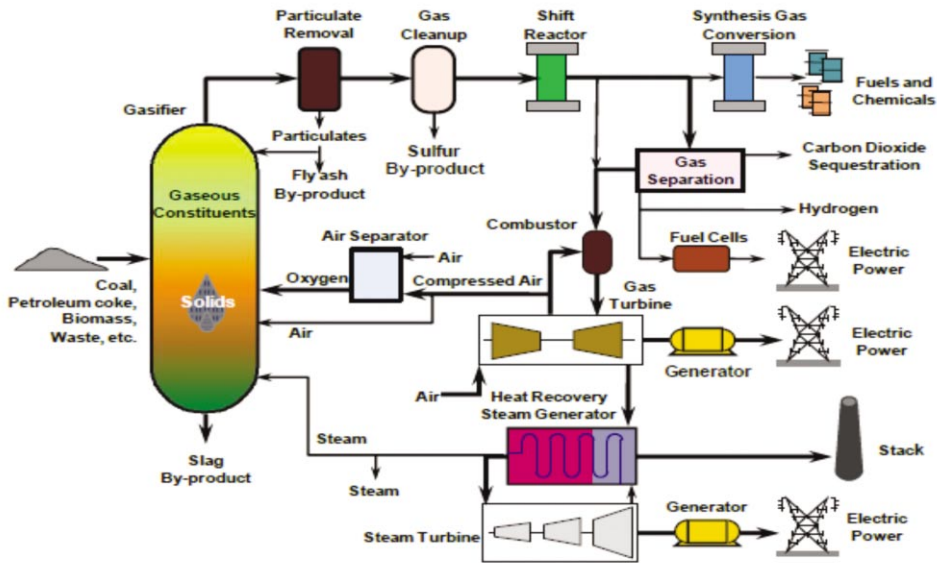 Particulate
Removal
Gas
Cleanup
Shift
Reactor
Synthesis Gas
Conversion
Fuels and
Chemicals
Gasifier
Particulates
Fly ash
By-product
Sulfur
By-product
Gas
Separation
Carbon Dioxide
Sequestration
Gaseous
Constituents
Combustor
Hydrogen
Fuel Cells
Electric
Power
Air Separator
Air
Oxygen
Compressed Air
Gas
Turbine
Coal,
Petroleum coke,
Biomass,
Waste, etc.
Solids
Air
Electric
Power
Generator
Air
Heat Recovery
Steam Generator
Steam
Stack
Slag
By-product
Steam
Generator
Steam Turbine
Electric
Power